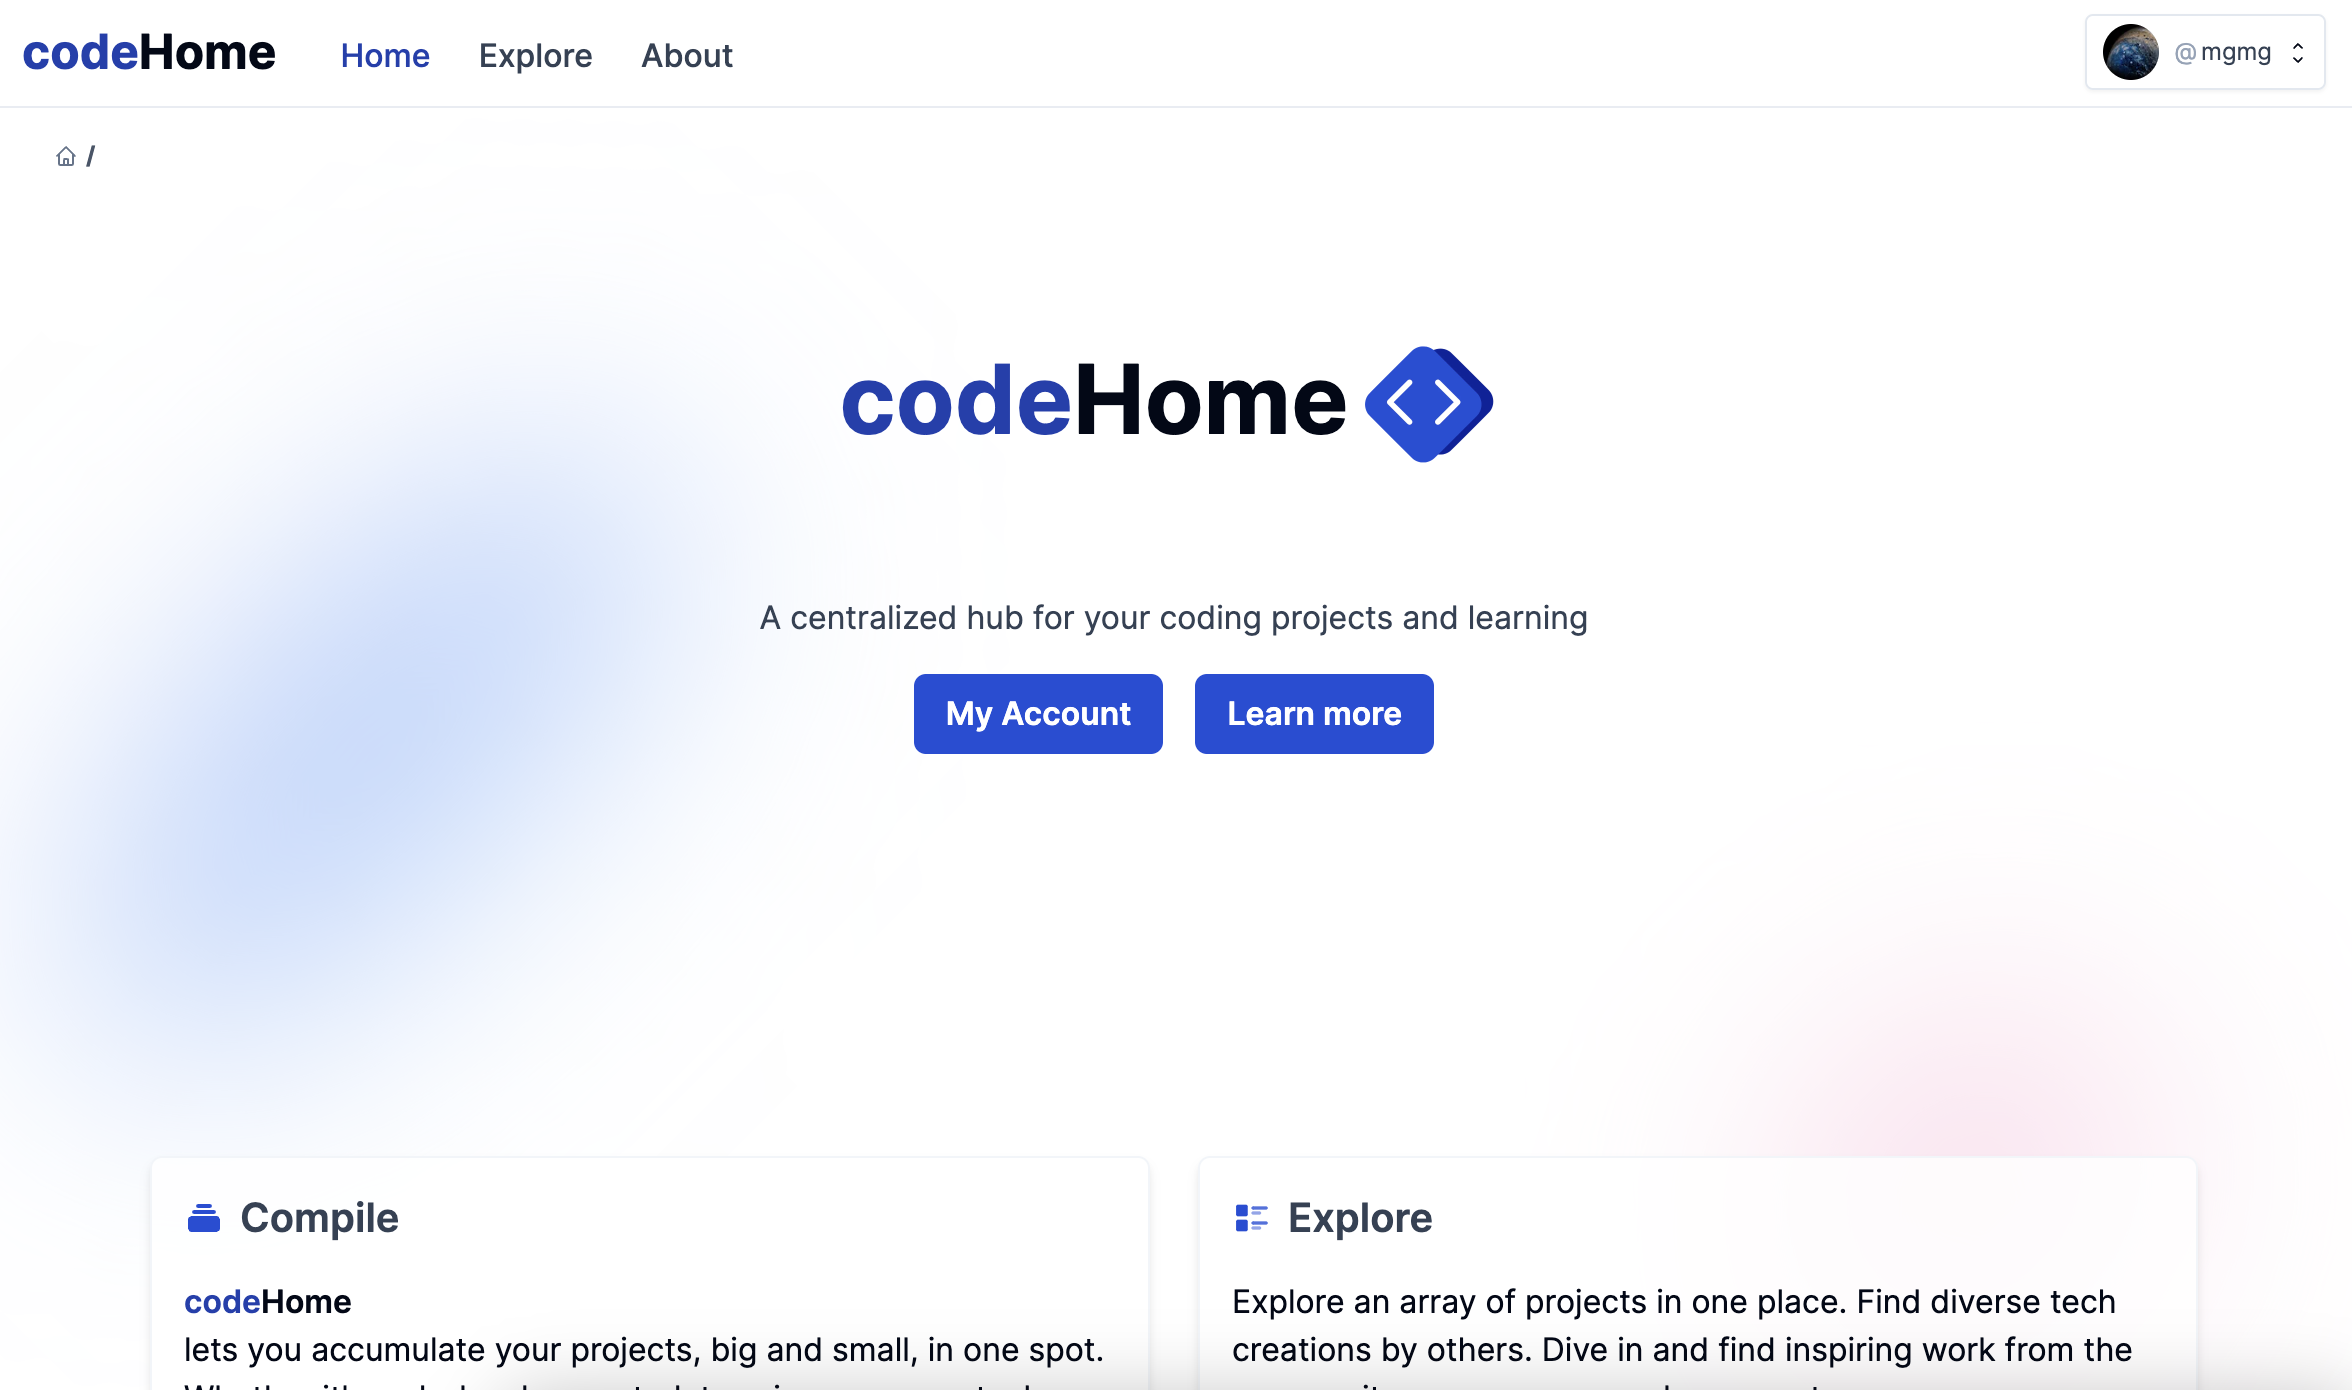 codeHome Home Explore About @mgmg
/
codeHome <>
A centralized hub for your coding projects and learning
My Account Learn more
Compile
codeHome
lets you accumulate your projects, big and small, in one spot.
Explore
Explore an array of projects in one place. Find diverse tech
creations by others. Dive in and find inspiring work from the